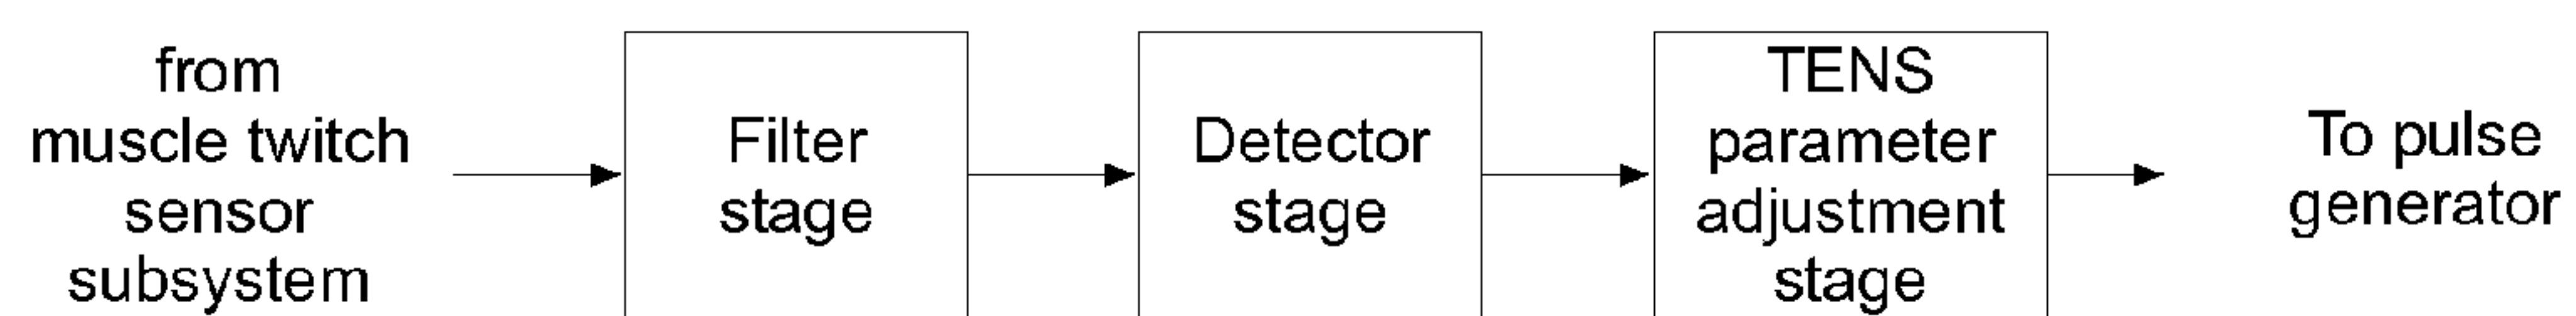 from
muscle twitch
sensor
subsystem
Filter
stage
Detector
stage
TENS
parameter
adjustment
stage
To pulse
generator